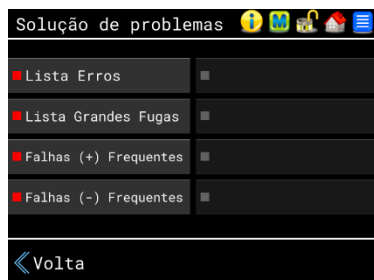 Solução de problemas
Lista Erros
Lista Grandes Fugas
Falhas (+) Frequentes
Falhas (-) Frequentes
Volta